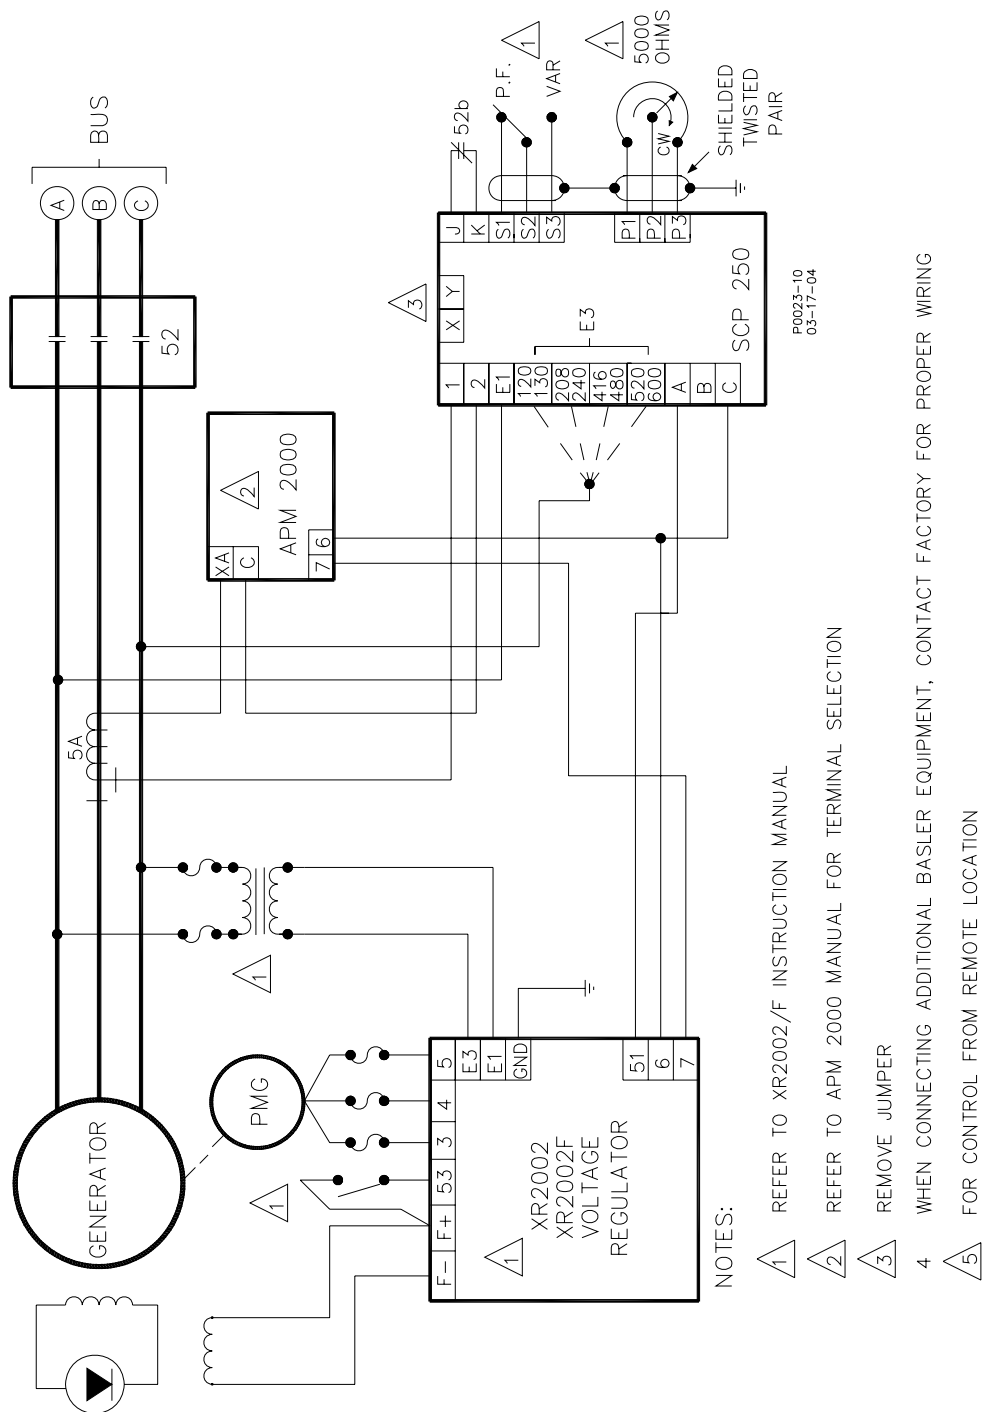 GENERATOR
PMG
5A
52
A
B
C
BUS
APM 2000
2
XA
C
7
6
1
1
F-
F+
53
3
4
5
E3
E1
GND
51
6
7
XR2002
XR2002F
VOLTAGE
REGULATOR
1
SCP 250
1
2
E1
120
130
208
240
416
480
520
600
A
B
C
E3
X
Y
3
J
K
S1
S2
S3
P1
P2
P3
52b
P.F.
VAR
1
1
5000
OHMS
CW
SHIELDED
TWISTED
PAIR
P0023-10
03-17-04
NOTES:
1 REFER TO XR2002/F INSTRUCTION MANUAL
2 REFER TO APM 2000 MANUAL FOR TERMINAL SELECTION
3 REMOVE JUMPER
4 WHEN CONNECTING ADDITIONAL BASLER EQUIPMENT, CONTACT FACTORY FOR PROPER WIRING
5 FOR CONTROL FROM REMOTE LOCATION